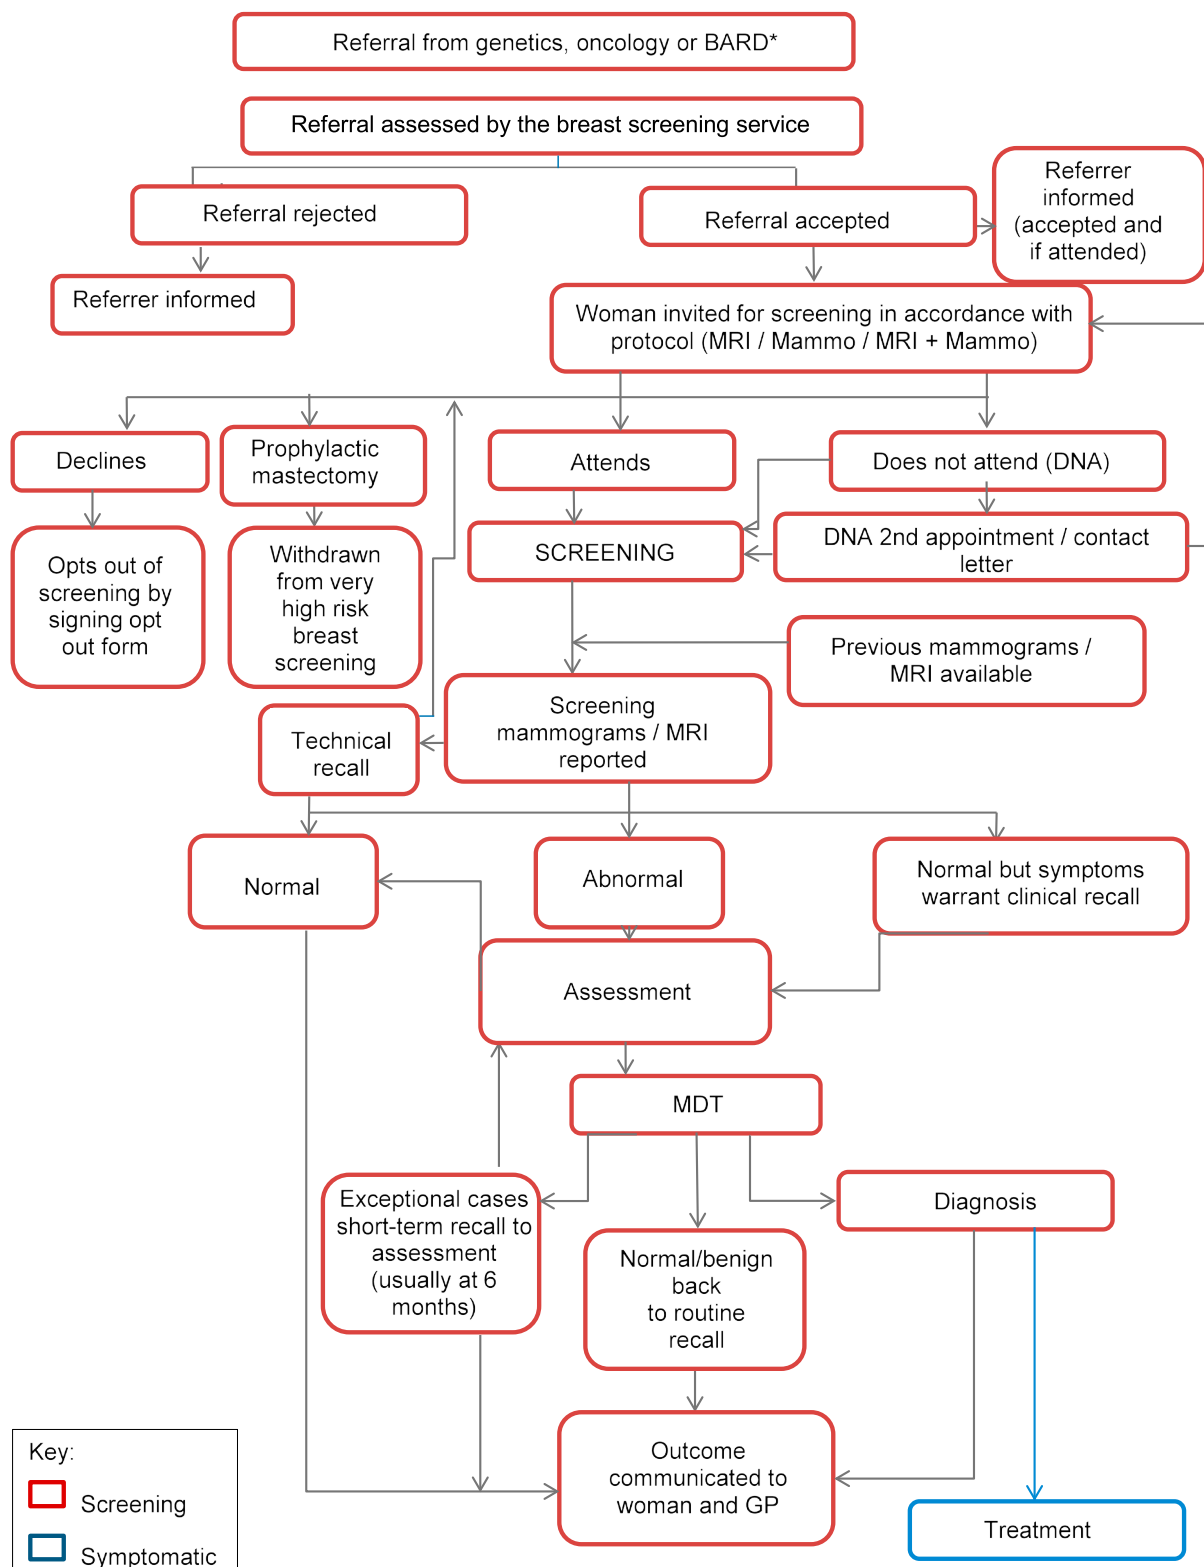 Referral from genetics, oncology or BARD*
Referral assessed by the breast screening service
Referral rejected
Referral accepted
Referrer
informed
(accepted and
if attended)
Referrer informed
Woman invited for screening in accordance with
protocol (MRI / Mammo / MRI + Mammo)
Declines
Prophylactic
mastectomy
Attends
Does not attend (DNA)
Opts out of
screening by
signing opt
out form
Withdrawn
from very
high risk
breast
screening
SCREENING
DNA 2nd appointment / contact
letter
Previous mammograms /
MRI available
Screening
mammograms / MRI
reported
Technical
recall
Normal
Abnormal
Normal but symptoms
warrant clinical recall
Assessment
MDT
Exceptional cases
short-term recall to
assessment
(usually at 6
months)
Normal/benign
back
to routine
recall
Diagnosis
Outcome
communicated to
woman and GP
Treatment
Key:
Screening
Symptomatic